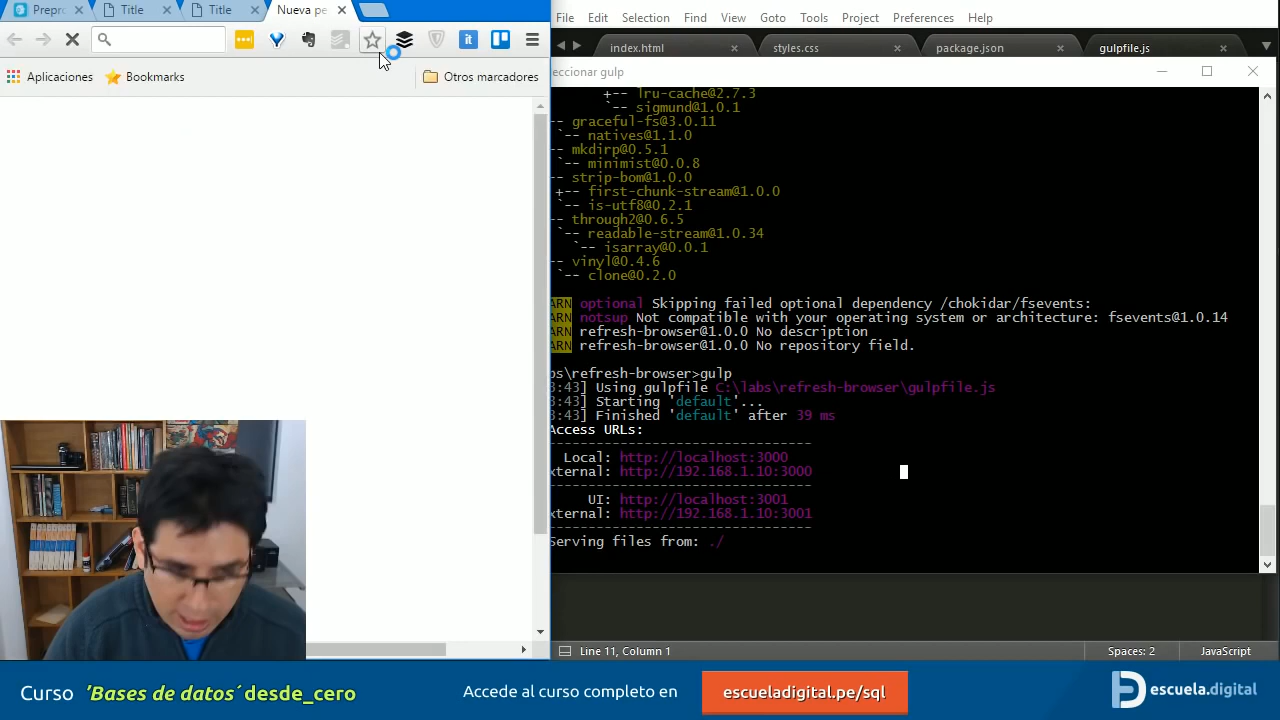 Prepro
Title
Title
Nueva pe
Aplicaciones
Bookmarks
Otros marcadores
File Edit Selection Find View Goto Tools Project Preferences Help
index.html
styles.css
package.json
gulpfile.js
eccionar gulp
+-- lru-cache@2.7.3
`-- sigmund@1.0.1
-- graceful-fs@3.0.11
`-- natives@1.1.0
-- mkdirp@0.5.1
`-- minimist@0.0.8
-- strip-bom@1.0.0
+-- first-chunk-stream@1.0.0
`-- is-utf8@0.2.1
-- through2@0.6.5
`-- readable-stream@1.0.34
`-- isarray@0.0.1
-- vinyl@0.4.6
`-- clone@0.2.0
ARN optional Skipping failed optional dependency /chokidar/fsevents:
ARN notsup Not compatible with your operating system or architecture: fsevents@1.0.14
ARN refresh-browser@1.0.0 No description
ARN refresh-browser@1.0.0 No repository field.
bs\refresh-browser>gulp
3:43] Using gulpfile C:\labs\refresh-browser\gulpfile.js
3:43] Starting 'default'...
3:43] Finished 'default' after 39 ms
Access URLs:
--------------------------------
Local: http://localhost:3000
xternal: http://192.168.1.10:3000
--------------------------------
UI: http://localhost:3001
xternal: http://192.168.1.10:3001
--------------------------------
Serving files from: ./
Line 11, Column 1
Spaces: 2
JavaScript
Curso 'Bases de datos´ desde_cero
Accede al curso completo en
escueladigital.pe/sql
escuela.digital